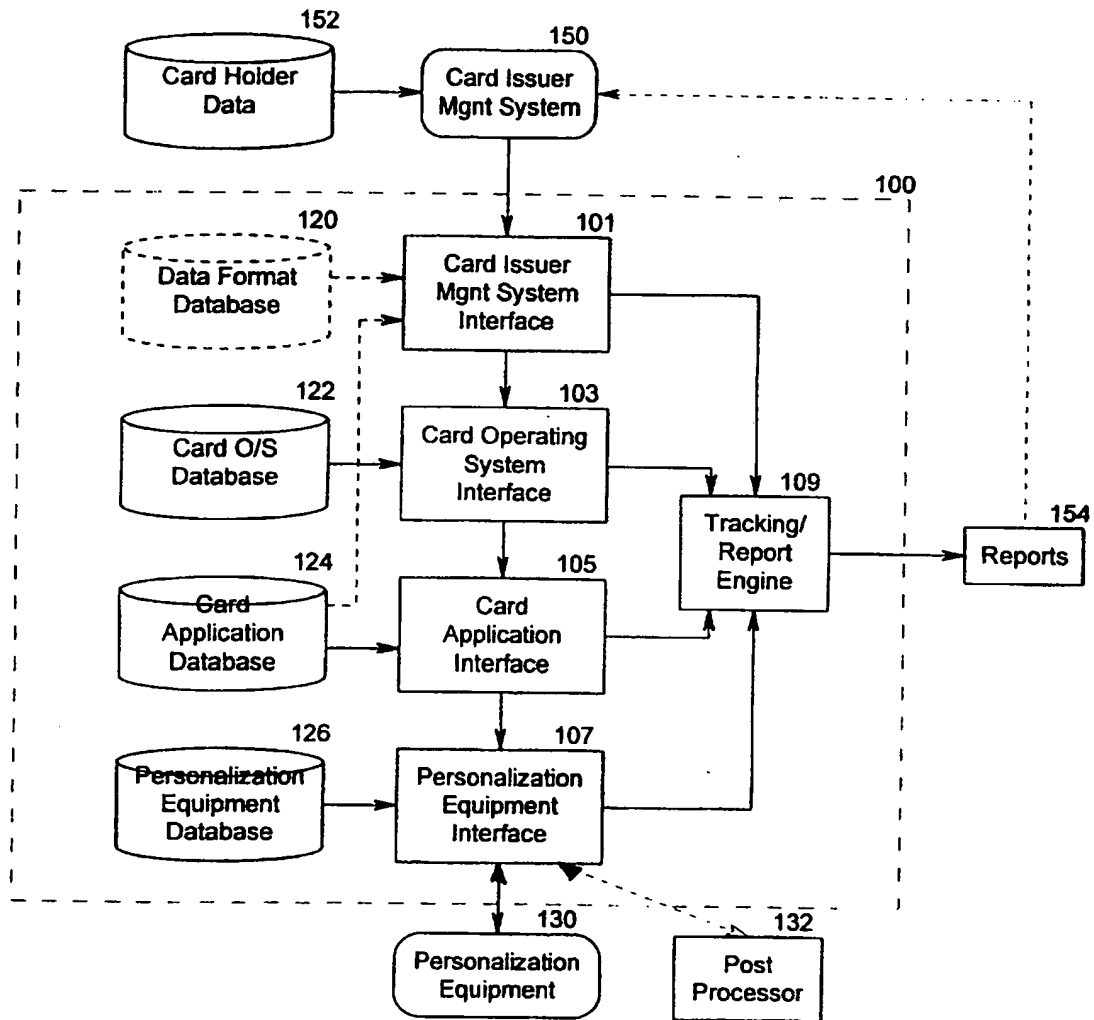 152
Card Holder
Data
150
Card Issuer
Mgnt System
100
120
Data Format
Database
101
Card Issuer
Mgnt System
Interface
122
Card O/S
Database
103
Card Operating
System
Interface
109
Tracking/
Report
Engine
154
Reports
124
Card
Application
Database
105
Card
Application
Interface
126
Personalization
Equipment
Database
107
Personalization
Equipment
Interface
130
Personalization
Equipment
132
Post
Processor